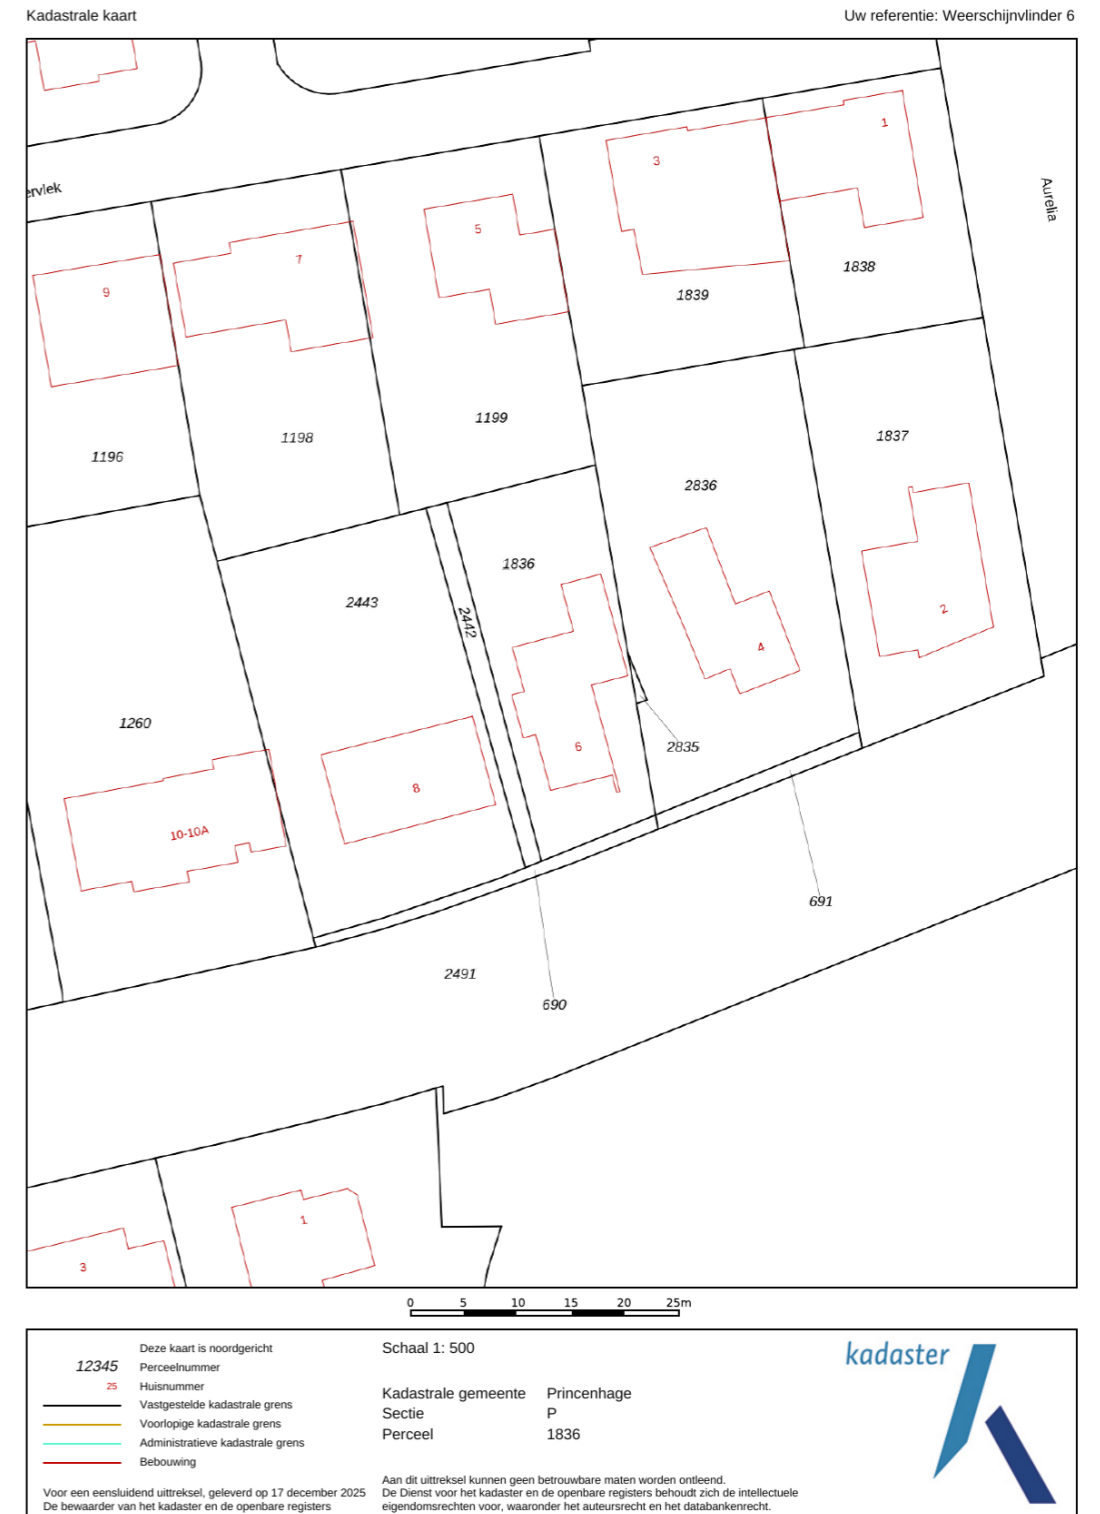 Kadastrale kaart
Uw referentie: Weerschijnvlinder 6
1
3
Aurelia
ervlek
5
7
1838
9
1839
1199
1198
1837
1196
2836
1836
2443
2442
2
4
1260
6
2835
8
10-10A
691
2491
690
1
3
0 5 10 15 20 25m
Deze kaart is noordgericht
12345 Perceelnummer
25 Huisnummer
Vastgestelde kadastrale grens
Voorlopige kadastrale grens
Administratieve kadastrale grens
Bebouwing
Schaal 1: 500
Kadastrale gemeente Princenhage
Sectie P
Perceel 1836
kadaster
Voor een eensluidend uittreksel, geleverd op 17 december 2025
De bewaarder van het kadaster en de openbare registers
Aan dit uittreksel kunnen geen betrouwbare maten worden ontleend.
De Dienst voor het kadaster en de openbare registers behoudt zich de intellectuele
eigendomsrechten voor, waaronder het auteursrecht en het databankenrecht.